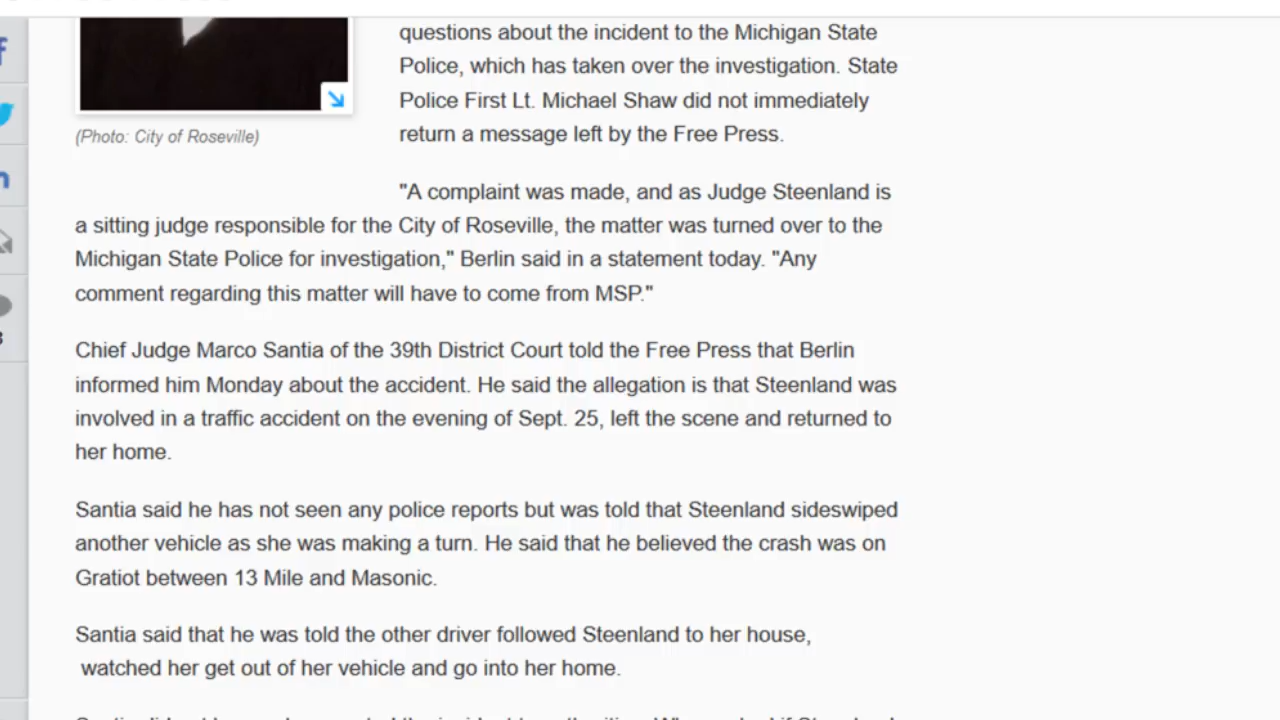 questions about the incident to the Michigan State
Police, which has taken over the investigation. State
Police First Lt. Michael Shaw did not immediately
return a message left by the Free Press.
(Photo: City of Roseville)
"A complaint was made, and as Judge Steenland is
a sitting judge responsible for the City of Roseville, the matter was turned over to the
Michigan State Police for investigation," Berlin said in a statement today. "Any
comment regarding this matter will have to come from MSP."
Chief Judge Marco Santia of the 39th District Court told the Free Press that Berlin
informed him Monday about the accident. He said the allegation is that Steenland was
involved in a traffic accident on the evening of Sept. 25, left the scene and returned to
her home.
Santia said he has not seen any police reports but was told that Steenland sideswiped
another vehicle as she was making a turn. He said that he believed the crash was on
Gratiot between 13 Mile and Masonic.
Santia said that he was told the other driver followed Steenland to her house,
watched her get out of her vehicle and go into her home.